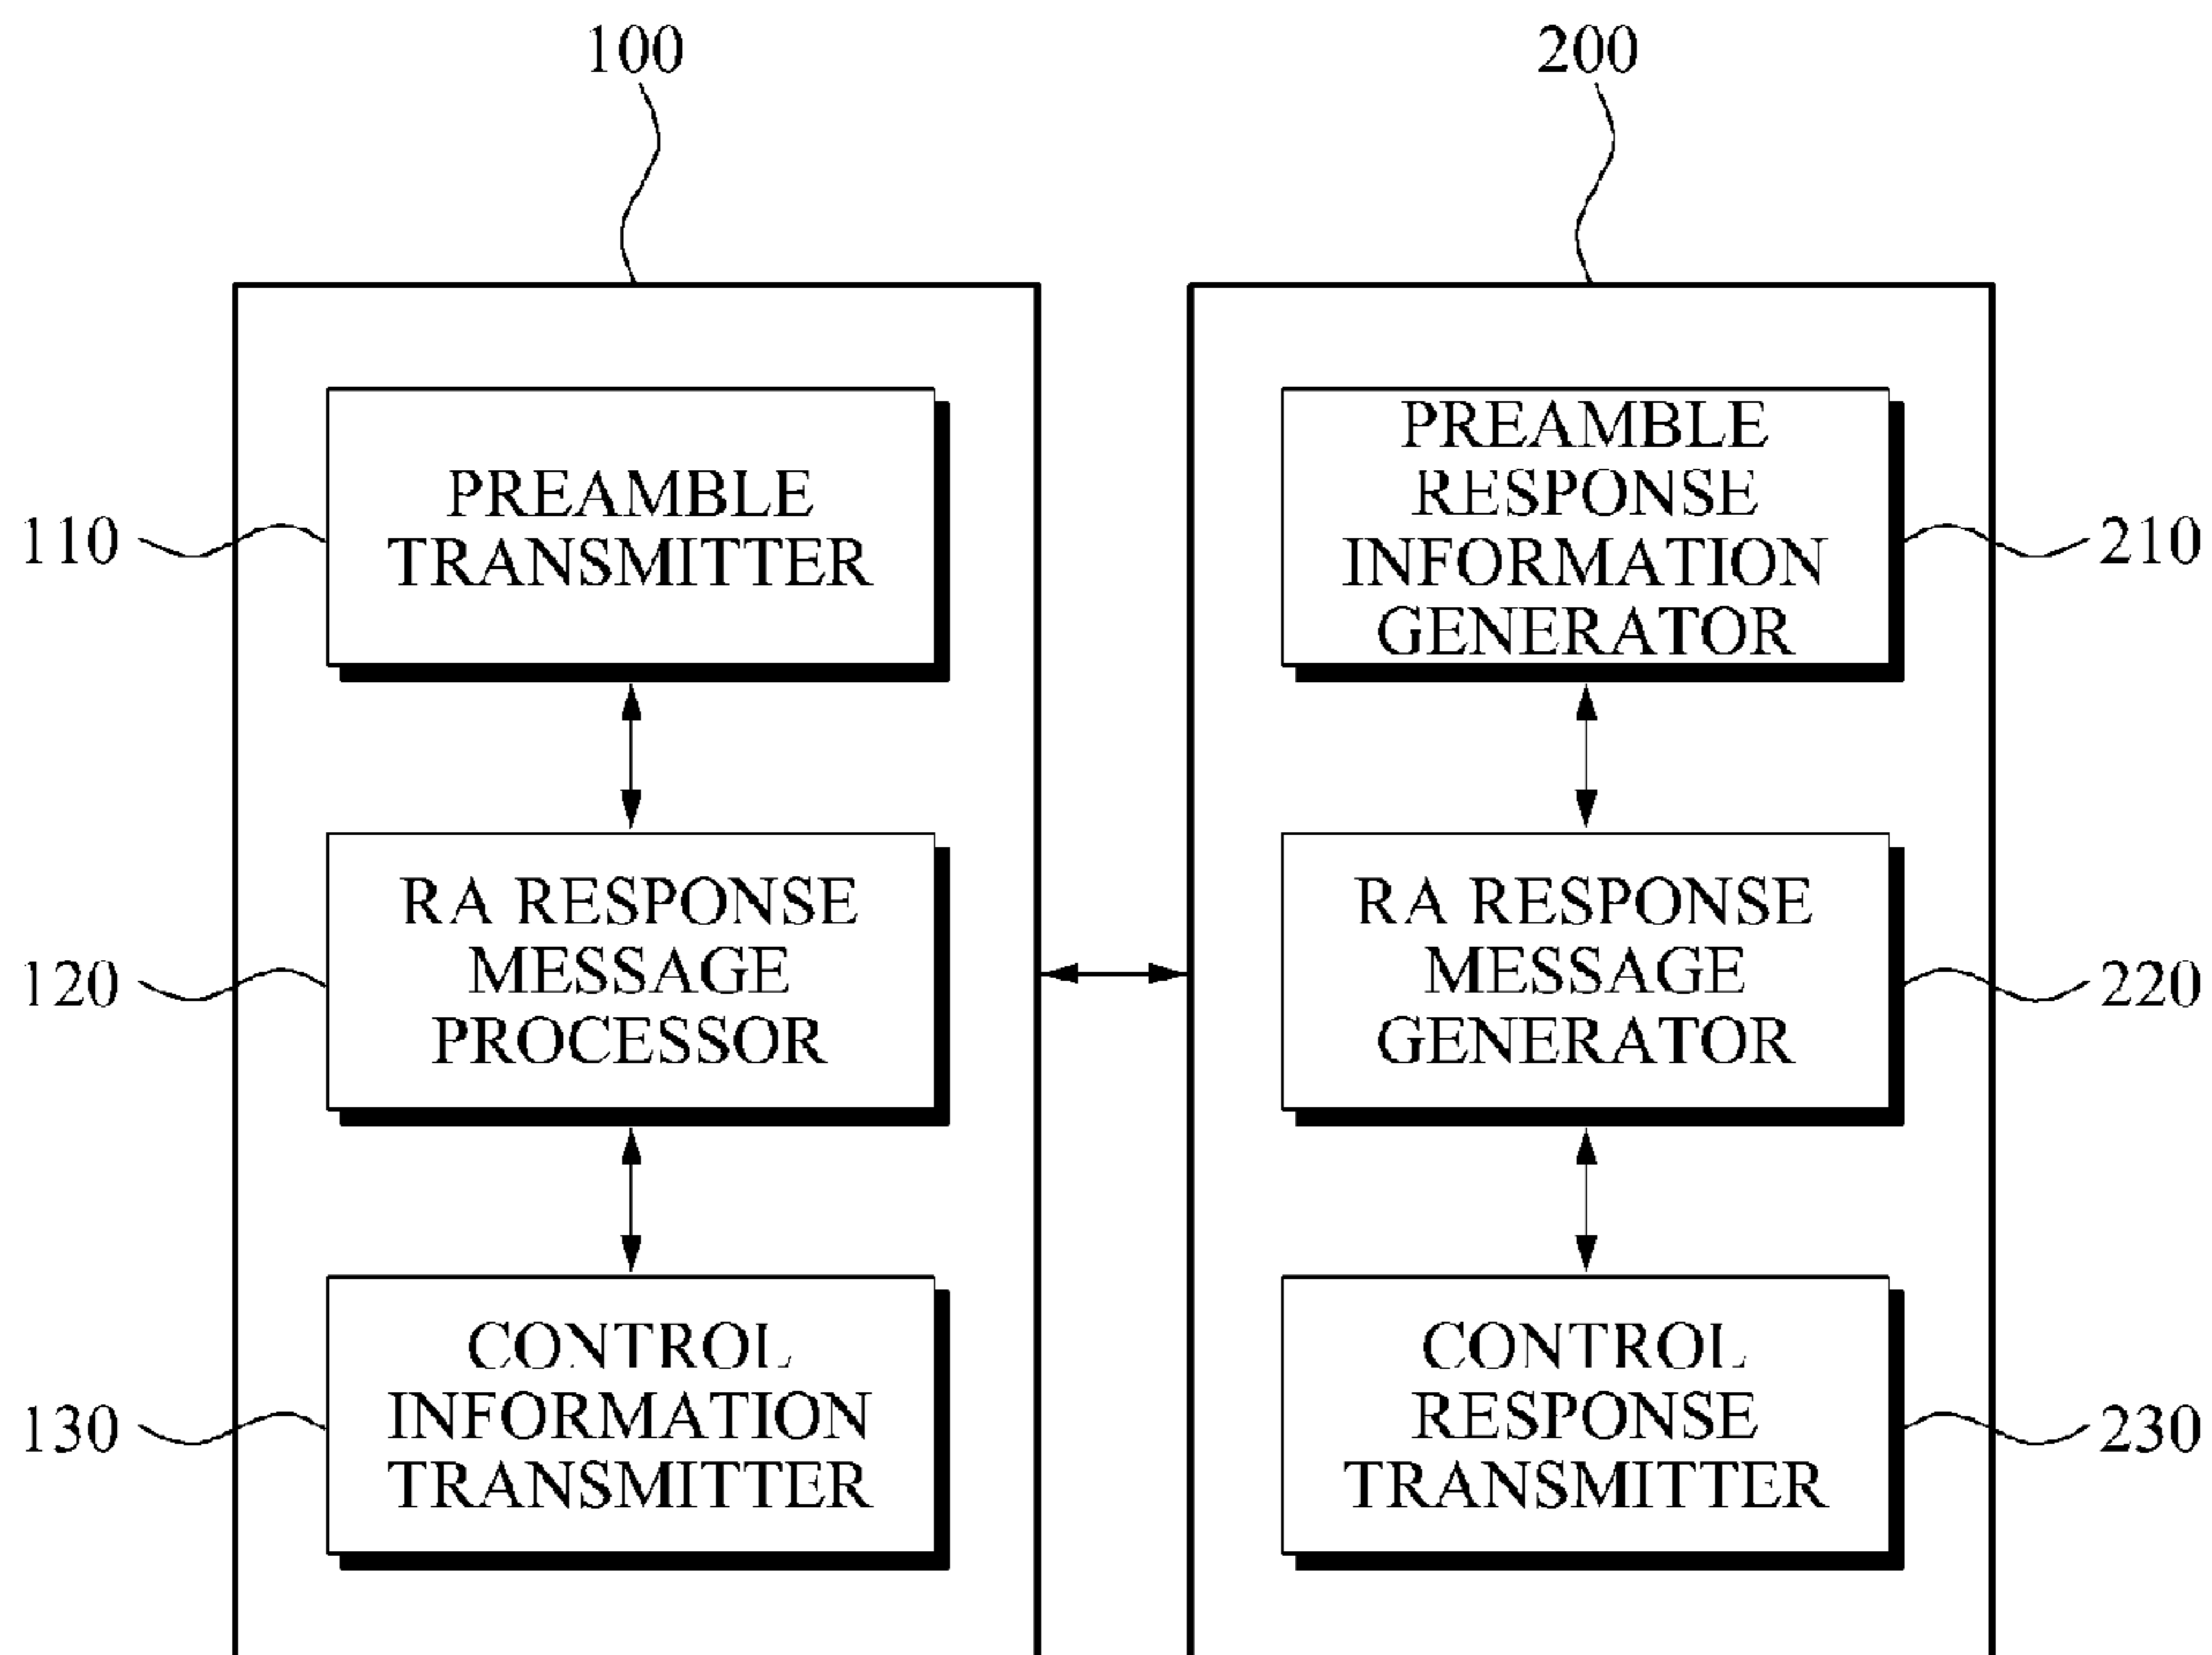 100
200
PREAMBLE
TRANSMITTER
110
PREAMBLE
RESPONSE
INFORMATION
GENERATOR
210
RA RESPONSE
MESSAGE
PROCESSOR
120
RA RESPONSE
MESSAGE
GENERATOR
220
CONTROL
INFORMATION
TRANSMITTER
130
CONTROL
RESPONSE
TRANSMITTER
230